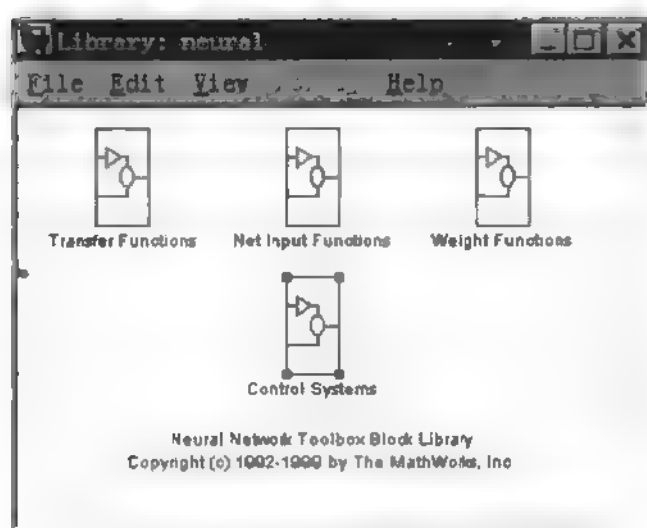 Library: neural
File Edit View Help
Transfer Functions Net Input Functions Weight Functions
Control Systems
Neural Network Toolbox Block Library
Copyright (c) 1992-1999 by The MathWorks, Inc